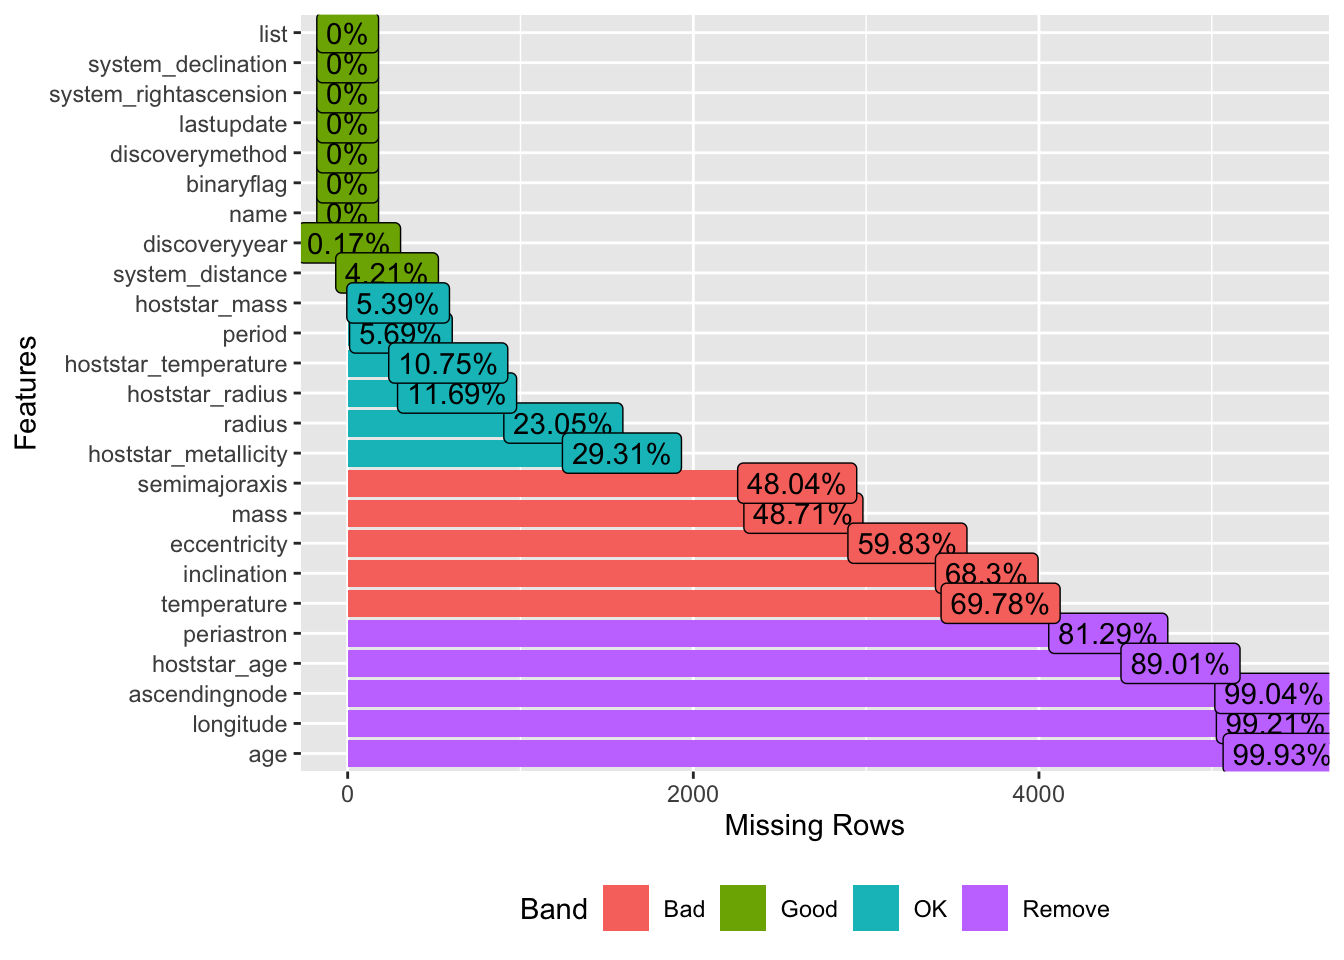 list 0%
system_declination 0%
system_rightascension 0%
lastupdate 0%
discoverymethod 0%
binaryflag 0%
name 0%
discoveryyear 0.17%
system_distance 4.21%
hoststar_mass 5.39%
period 5.69%
hoststar_temperature 10.75%
hoststar_radius 11.69%
radius 23.05%
hoststar_metallicity 29.31%
semimajoraxis 48.04%
mass 48.71%
eccentricity 59.83%
inclination 68.3%
temperature 69.78%
periastron 81.29%
hoststar_age 89.01%
ascendingnode 99.04%
longitude 99.21%
age 99.93%
Features
0 2000 4000
Missing Rows
Band Bad Good OK Remove